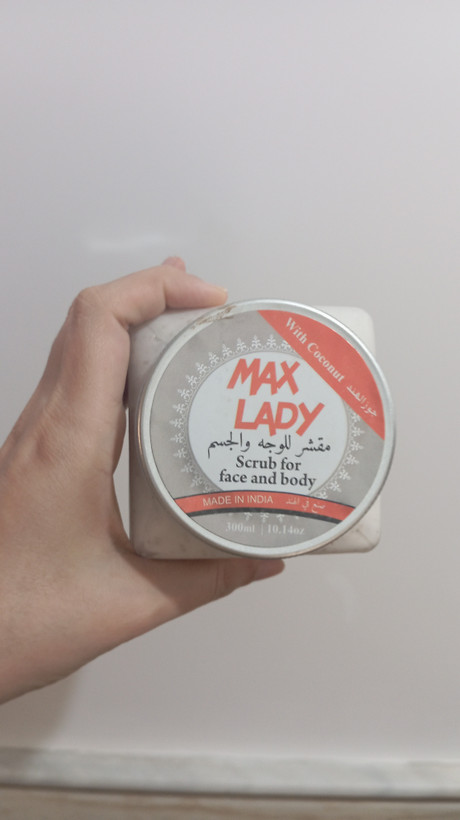 With Coconut جوز الهند
MAX
LADY
مقشر للوجه والجسم
Scrub for
face and body
MADE IN INDIA صنع في الهند
300ml | 10.14oz